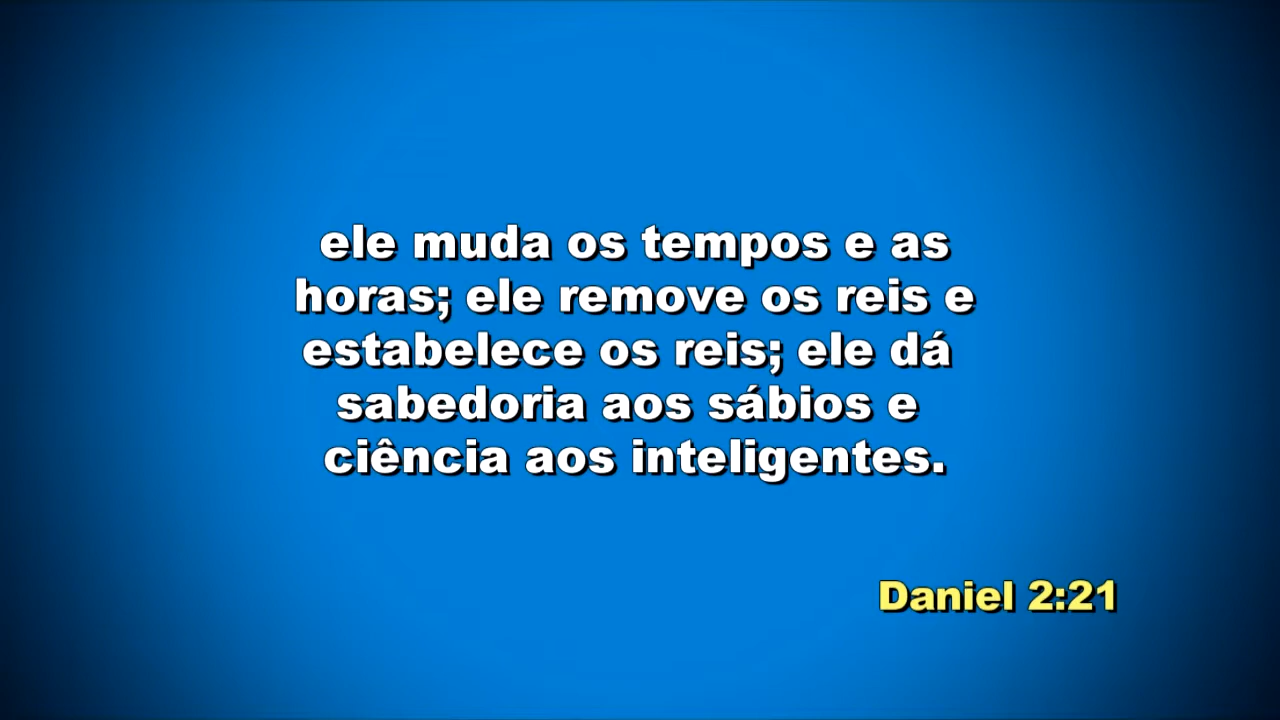 ele muda os tempos e as
horas; ele remove os reis e
estabelece os reis; ele dá
sabedoria aos sábios e
ciência aos inteligentes.
Daniel 2:21